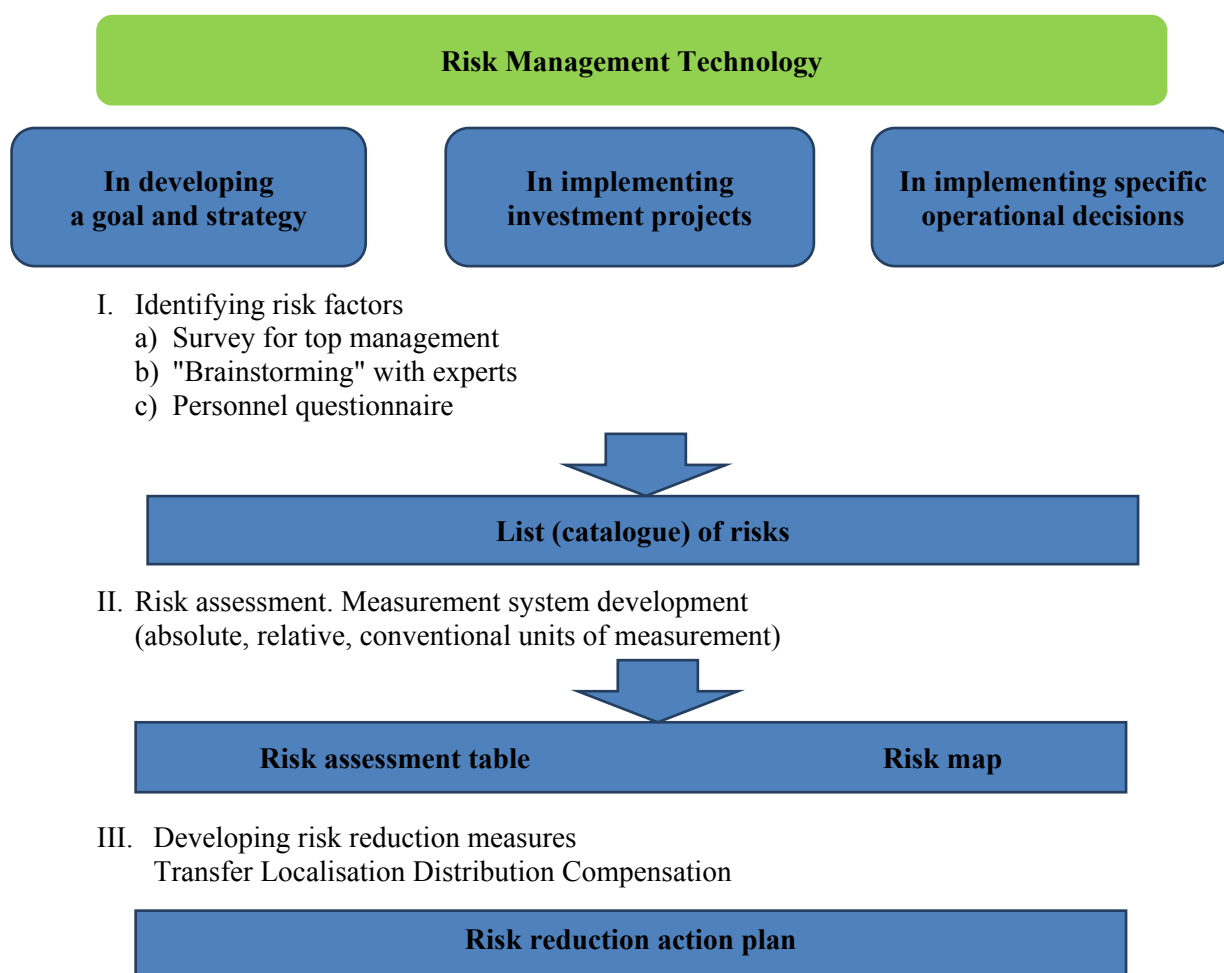 Risk Management Technology
In developing
a goal and strategy
In implementing
investment projects
In implementing specific
operational decisions
I. Identifying risk factors
a) Survey for top management
b) "Brainstorming" with experts
c) Personnel questionnaire
List (catalogue) of risks
II. Risk assessment. Measurement system development
(absolute, relative, conventional units of measurement)
Risk assessment table Risk map
III. Developing risk reduction measures
Transfer Localisation Distribution Compensation
Risk reduction action plan